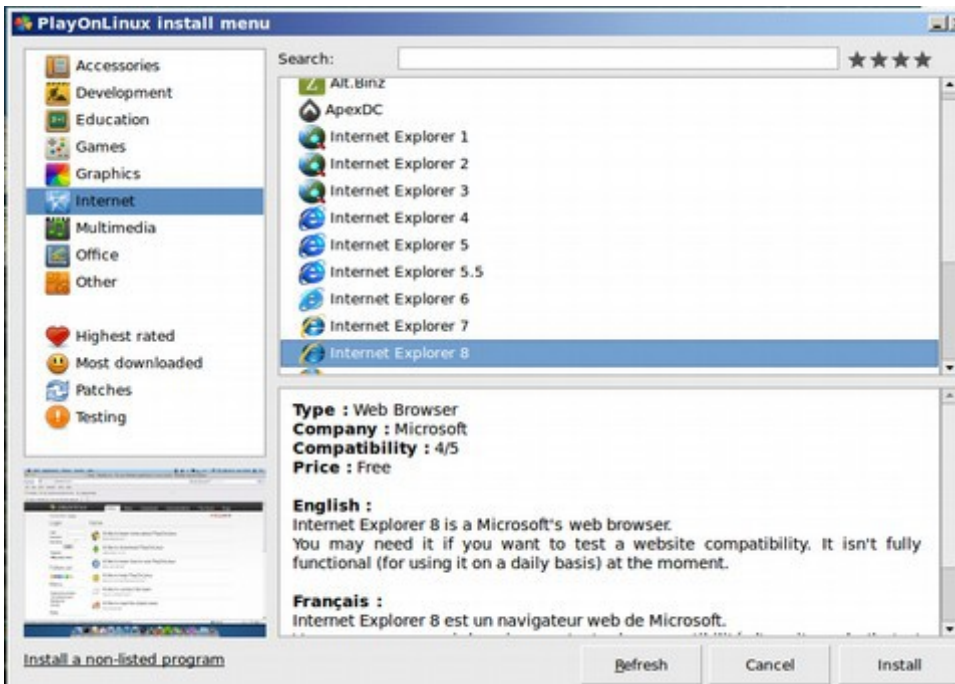 PlayOnLinux install menu
Accessories
Development
Education
Games
Graphics
Internet
Multimedia
Office
Other
Highest rated
Most downloaded
Patches
Testing
Search:
Alt.Binz
ApexDC
Internet Explorer 1
Internet Explorer 2
Internet Explorer 3
Internet Explorer 4
Internet Explorer 5
Internet Explorer 5.5
Internet Explorer 6
Internet Explorer 7
Internet Explorer 8
Type : Web Browser
Company : Microsoft
Compatibility : 4/5
Price : Free
English :
Internet Explorer 8 is a Microsoft's web browser.
You may need it if you want to test a website compatibility. It isn't fully
functional (for using it on a daily basis) at the moment.
Français :
Internet Explorer 8 est un navigateur web de Microsoft.
Install a non-listed program
Refresh
Cancel
Install